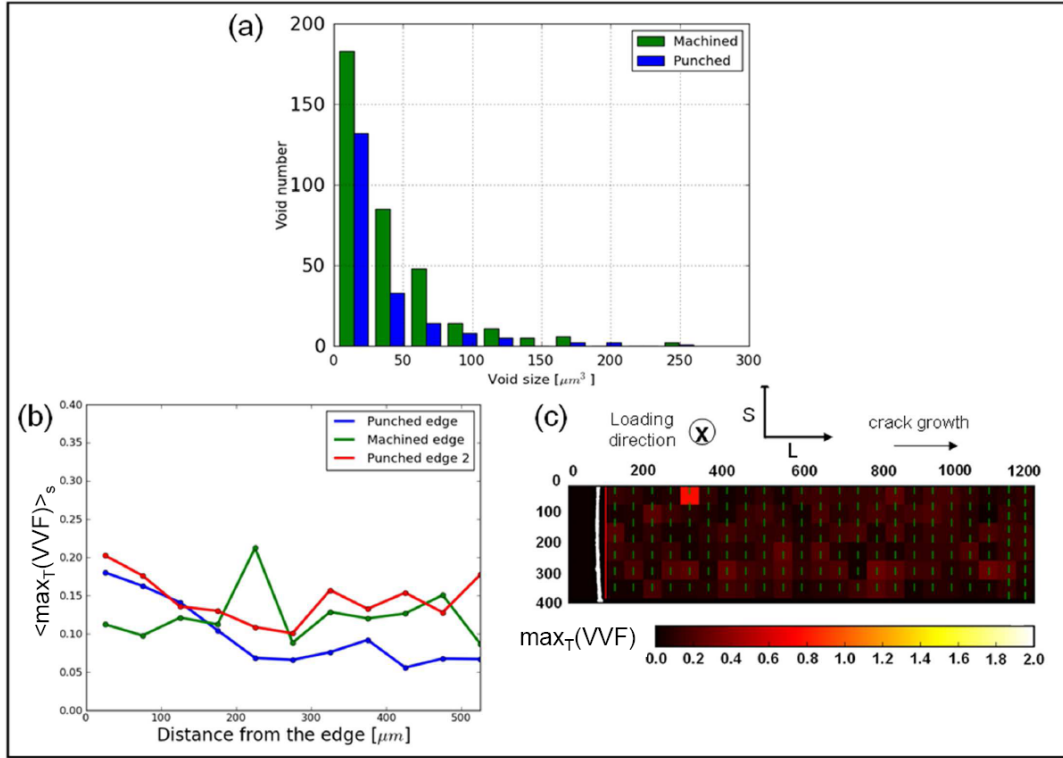 (a)
200
150
100
50
0
Void number
Machined
Punched
0 50 100 150 200 250 300
Void size [μm³]
(b)
0.40
0.35
0.30
0.25
0.20
0.15
0.10
0.05
0.00
<max_T(VVF)>_s
Punched edge
Machined edge
Punched edge 2
0 100 200 300 400 500
Distance from the edge [μm]
(c)
Loading
direction
X
S
L
crack growth
0 200 400 600 800 1000 1200
0
100
200
300
400
max_T(VVF)
0.0 0.2 0.4 0.6 0.8 1.0 1.2 1.4 1.6 1.8 2.0